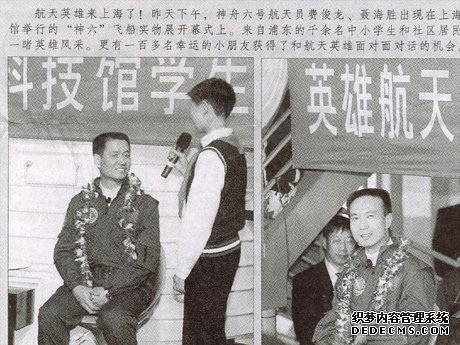 航天英雄来上海了！昨天下午，神舟六号航天员费俊龙、聂海胜出现在上海
馆举行的“神六”飞船实物展开幕式上。来自浦东的千余名中小学生和社区居民
一睹英雄风采。更有一百多名幸运的小朋友获得了和航天英雄面对面对话的机会。
科技馆学生
英雄航天
织梦内容管理系统
DEDECMS.COM